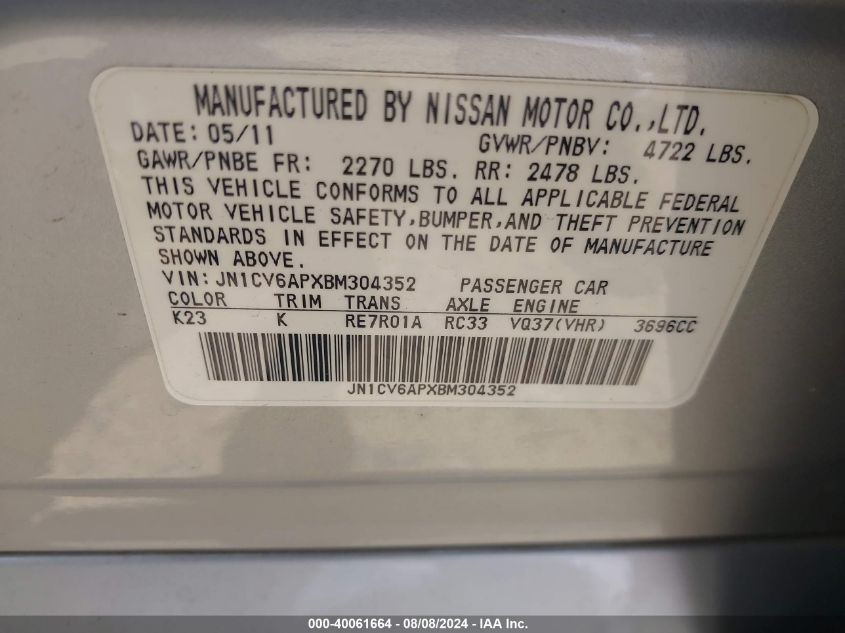 MANUFACTURED BY NISSAN MOTOR CO.,LTD.
DATE: 05/11 GVWR/PNBV: 4722 LBS.
GAWR/PNBE FR: 2270 LBS. RR: 2478 LBS.
THIS VEHICLE CONFORMS TO ALL APPLICABLE FEDERAL
MOTOR VEHICLE SAFETY,BUMPER,AND THEFT PREVENTION
STANDARDS IN EFFECT ON THE DATE OF MANUFACTURE
SHOWN ABOVE.
VIN: JN1CV6APXBM304352 PASSENGER CAR
COLOR TRIM TRANS AXLE ENGINE
K23 K RE7R01A RC33 VQ37(VHR) 3696CC
JN1CV6APXBM304352
000-40061664 - 08/08/2024 - IAA Inc.